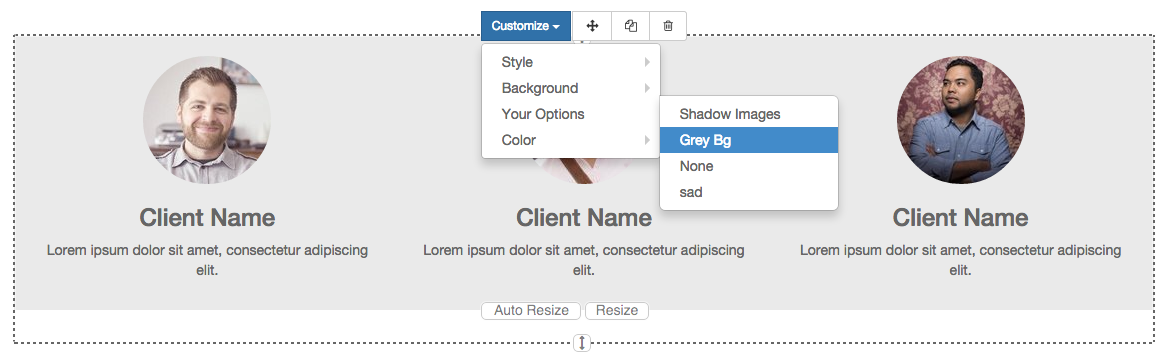 Customize
Style
Background
Your Options
Color
Shadow Images
Grey Bg
None
sad
Client Name
Lorem ipsum dolor sit amet, consectetur adipiscing
elit.
Client Name
Lorem ipsum dolor sit amet, consectetur adipiscing
elit.
Client Name
Lorem ipsum dolor sit amet, consectetur adipiscing
elit.
Auto Resize
Resize